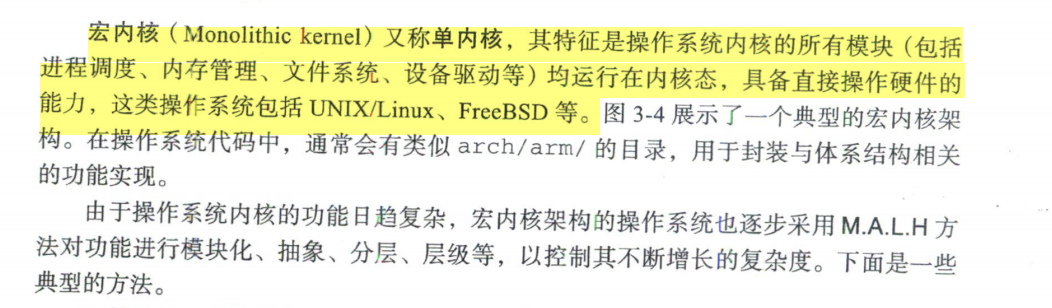 宏内核（Monolithic kernel）又称单内核，其特征是操作系统内核的所有模块（包括
进程调度、内存管理、文件系统、设备驱动等）均运行在内核态，具备直接操作硬件的
能力，这类操作系统包括 UNIX/Linux、FreeBSD 等。图 3-4 展示了一个典型的宏内核架
构。在操作系统代码中，通常会有类似 arch/arm/ 的目录，用于封装与体系结构相关
的功能实现。
由于操作系统内核的功能日趋复杂，宏内核架构的操作系统也逐步采用 M.A.L.H 方
法对功能进行模块化、抽象、分层、层级等，以控制其不断增长的复杂度。下面是一些
典型的方法。